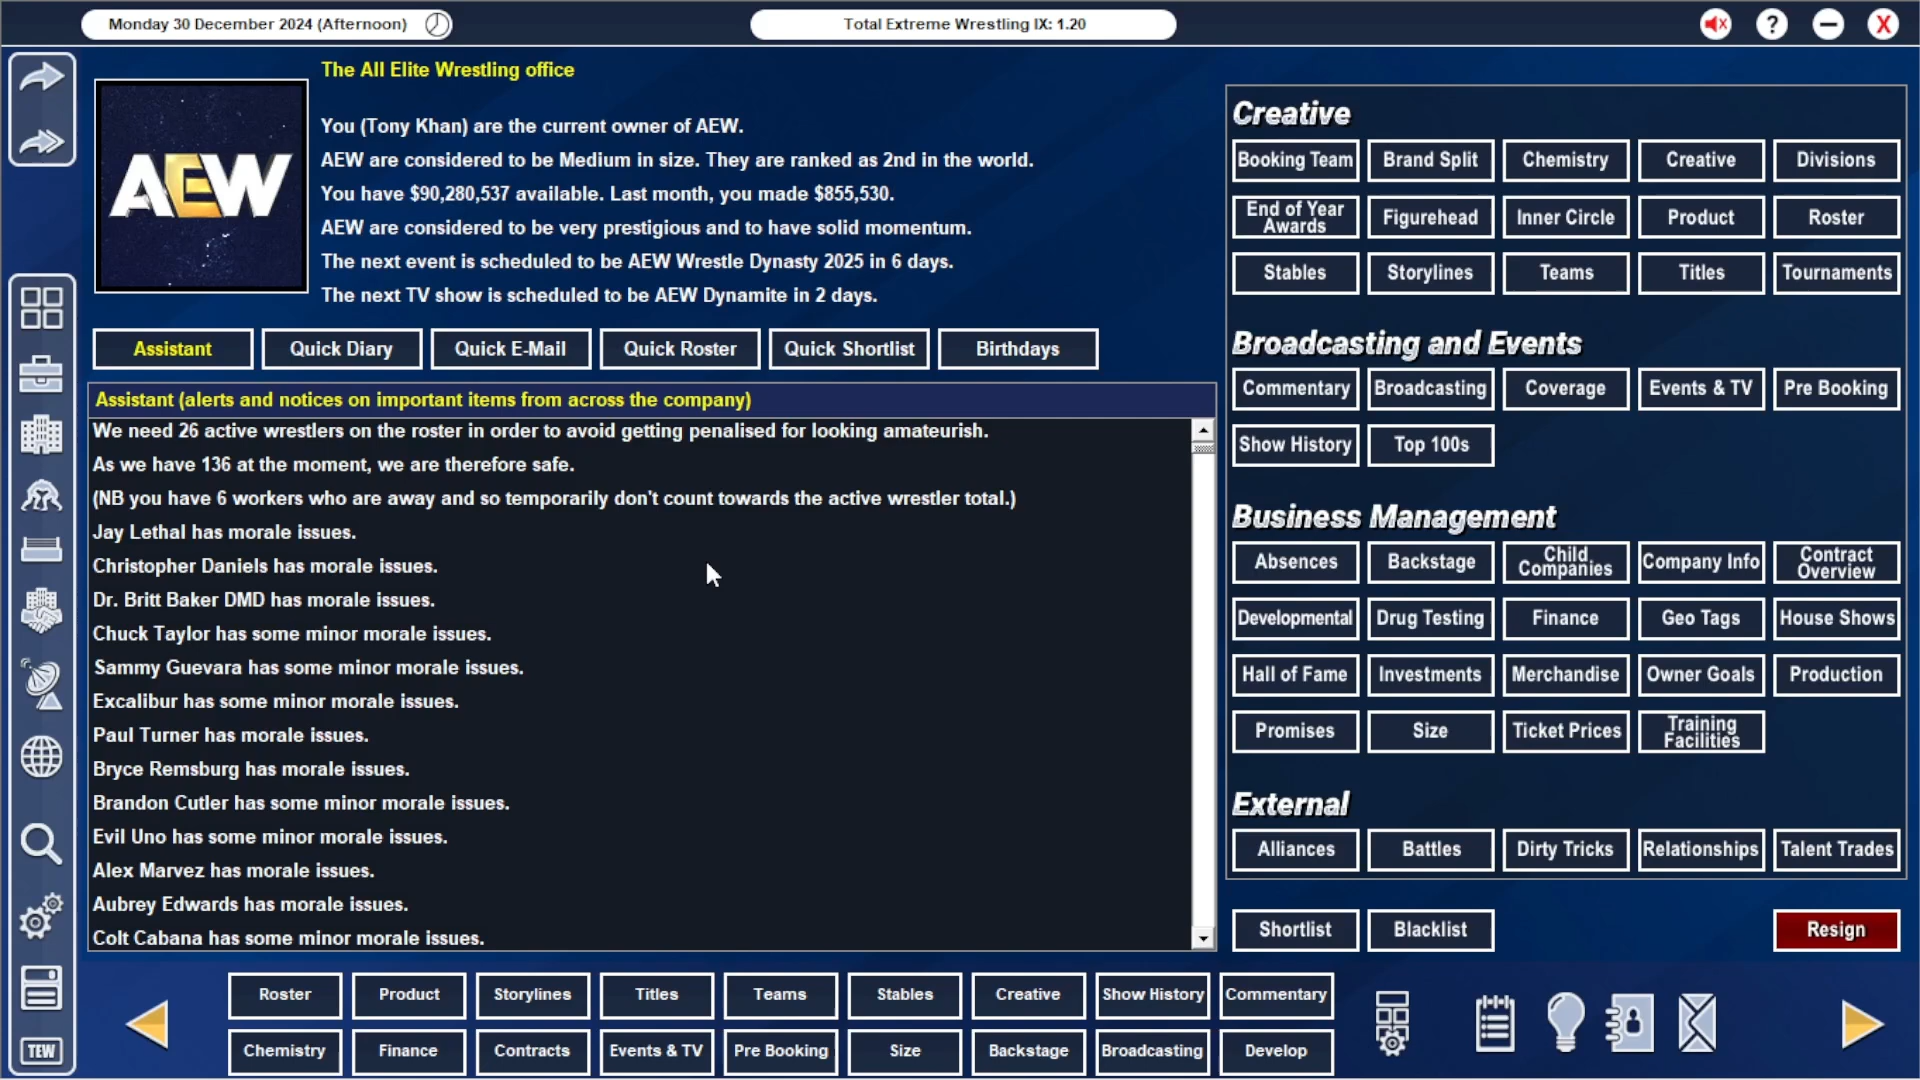 Monday 30 December 2024 (Afternoon)
Total Extreme Wrestling IX: 1.20
?
X
AEW
The All Elite Wrestling office
You (Tony Khan) are the current owner of AEW.
AEW are considered to be Medium in size. They are ranked as 2nd in the world.
You have $90,280,537 available. Last month, you made $855,530.
AEW are considered to be very prestigious and to have solid momentum.
The next event is scheduled to be AEW Wrestle Dynasty 2025 in 6 days.
The next TV show is scheduled to be AEW Dynamite in 2 days.
Assistant
Quick Diary
Quick E-Mail
Quick Roster
Quick Shortlist
Birthdays
Assistant (alerts and notices on important items from across the company)
We need 26 active wrestlers on the roster in order to avoid getting penalised for looking amateurish.
As we have 136 at the moment, we are therefore safe.
(NB you have 6 workers who are away and so temporarily don't count towards the active wrestler total.)
Jay Lethal has morale issues.
Christopher Daniels has morale issues.
Dr. Britt Baker DMD has morale issues.
Chuck Taylor has some minor morale issues.
Sammy Guevara has some minor morale issues.
Excalibur has some minor morale issues.
Paul Turner has morale issues.
Bryce Remsburg has morale issues.
Brandon Cutler has some minor morale issues.
Evil Uno has some minor morale issues.
Alex Marvez has morale issues.
Aubrey Edwards has morale issues.
Colt Cabana has some minor morale issues.
Creative
Booking Team
Brand Split
Chemistry
Creative
Divisions
End of Year
Awards
Figurehead
Inner Circle
Product
Roster
Stables
Storylines
Teams
Titles
Tournaments
Broadcasting and Events
Commentary
Broadcasting
Coverage
Events & TV
Pre Booking
Show History
Top 100s
Business Management
Absences
Backstage
Child
Companies
Company Info
Contract
Overview
Developmental
Drug Testing
Finance
Geo Tags
House Shows
Hall of Fame
Investments
Merchandise
Owner Goals
Production
Promises
Size
Ticket Prices
Training
Facilities
External
Alliances
Battles
Dirty Tricks
Relationships
Talent Trades
Shortlist
Blacklist
Resign
TEW
Roster
Product
Storylines
Titles
Teams
Stables
Creative
Show History
Commentary
Chemistry
Finance
Contracts
Events & TV
Pre Booking
Size
Backstage
Broadcasting
Develop